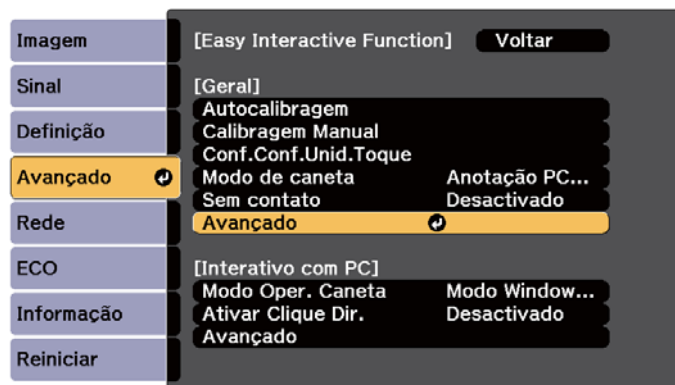 Imagem
Sinal
Definição
Avançado
Rede
ECO
Informação
Reiniciar
[Easy Interactive Function] Voltar
[Geral]
Autocalibragem
Calibragem Manual
Conf.Conf.Unid.Toque
Modo de caneta Anotação PC...
Sem contato Desactivado
Avançado
[Interativo com PC]
Modo Oper. Caneta Modo Window...
Ativar Clique Dir. Desactivado
Avançado